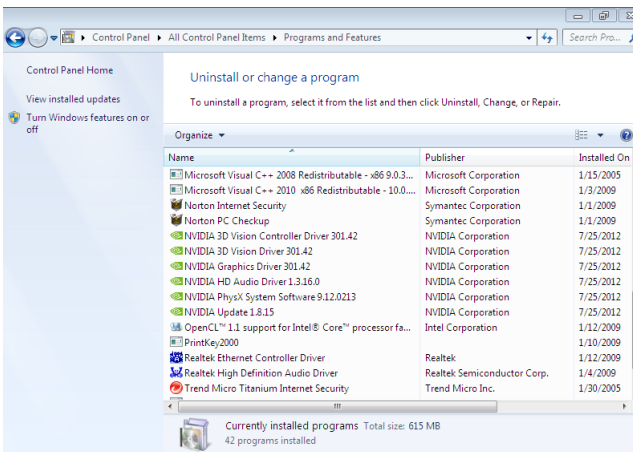 Control Panel ▸ All Control Panel Items ▸ Programs and Features
Search Pro...
Control Panel Home
View installed updates
Turn Windows features on or
off
Uninstall or change a program
To uninstall a program, select it from the list and then click Uninstall, Change, or Repair.
Organize
Name Publisher Installed On
Microsoft Visual C++ 2008 Redistributable - x86 9.0.3... Microsoft Corporation 1/15/2005
Microsoft Visual C++ 2010 x86 Redistributable - 10.0.... Microsoft Corporation 1/3/2009
Norton Internet Security Symantec Corporation 1/1/2009
Norton PC Checkup Symantec Corporation 1/1/2009
NVIDIA 3D Vision Controller Driver 301.42 NVIDIA Corporation 7/25/2012
NVIDIA 3D Vision Driver 301.42 NVIDIA Corporation 7/25/2012
NVIDIA Graphics Driver 301.42 NVIDIA Corporation 7/25/2012
NVIDIA HD Audio Driver 1.3.16.0 NVIDIA Corporation 7/25/2012
NVIDIA PhysX System Software 9.12.0213 NVIDIA Corporation 7/25/2012
NVIDIA Update 1.8.15 NVIDIA Corporation 7/25/2012
OpenCL™ 1.1 support for Intel® Core™ processor fa... Intel Corporation 1/12/2009
PrintKey2000 1/10/2009
Realtek Ethernet Controller Driver Realtek 1/12/2009
Realtek High Definition Audio Driver Realtek Semiconductor Corp. 1/4/2009
Trend Micro Titanium Internet Security Trend Micro Inc. 1/30/2005
Currently installed programs Total size: 615 MB
42 programs installed